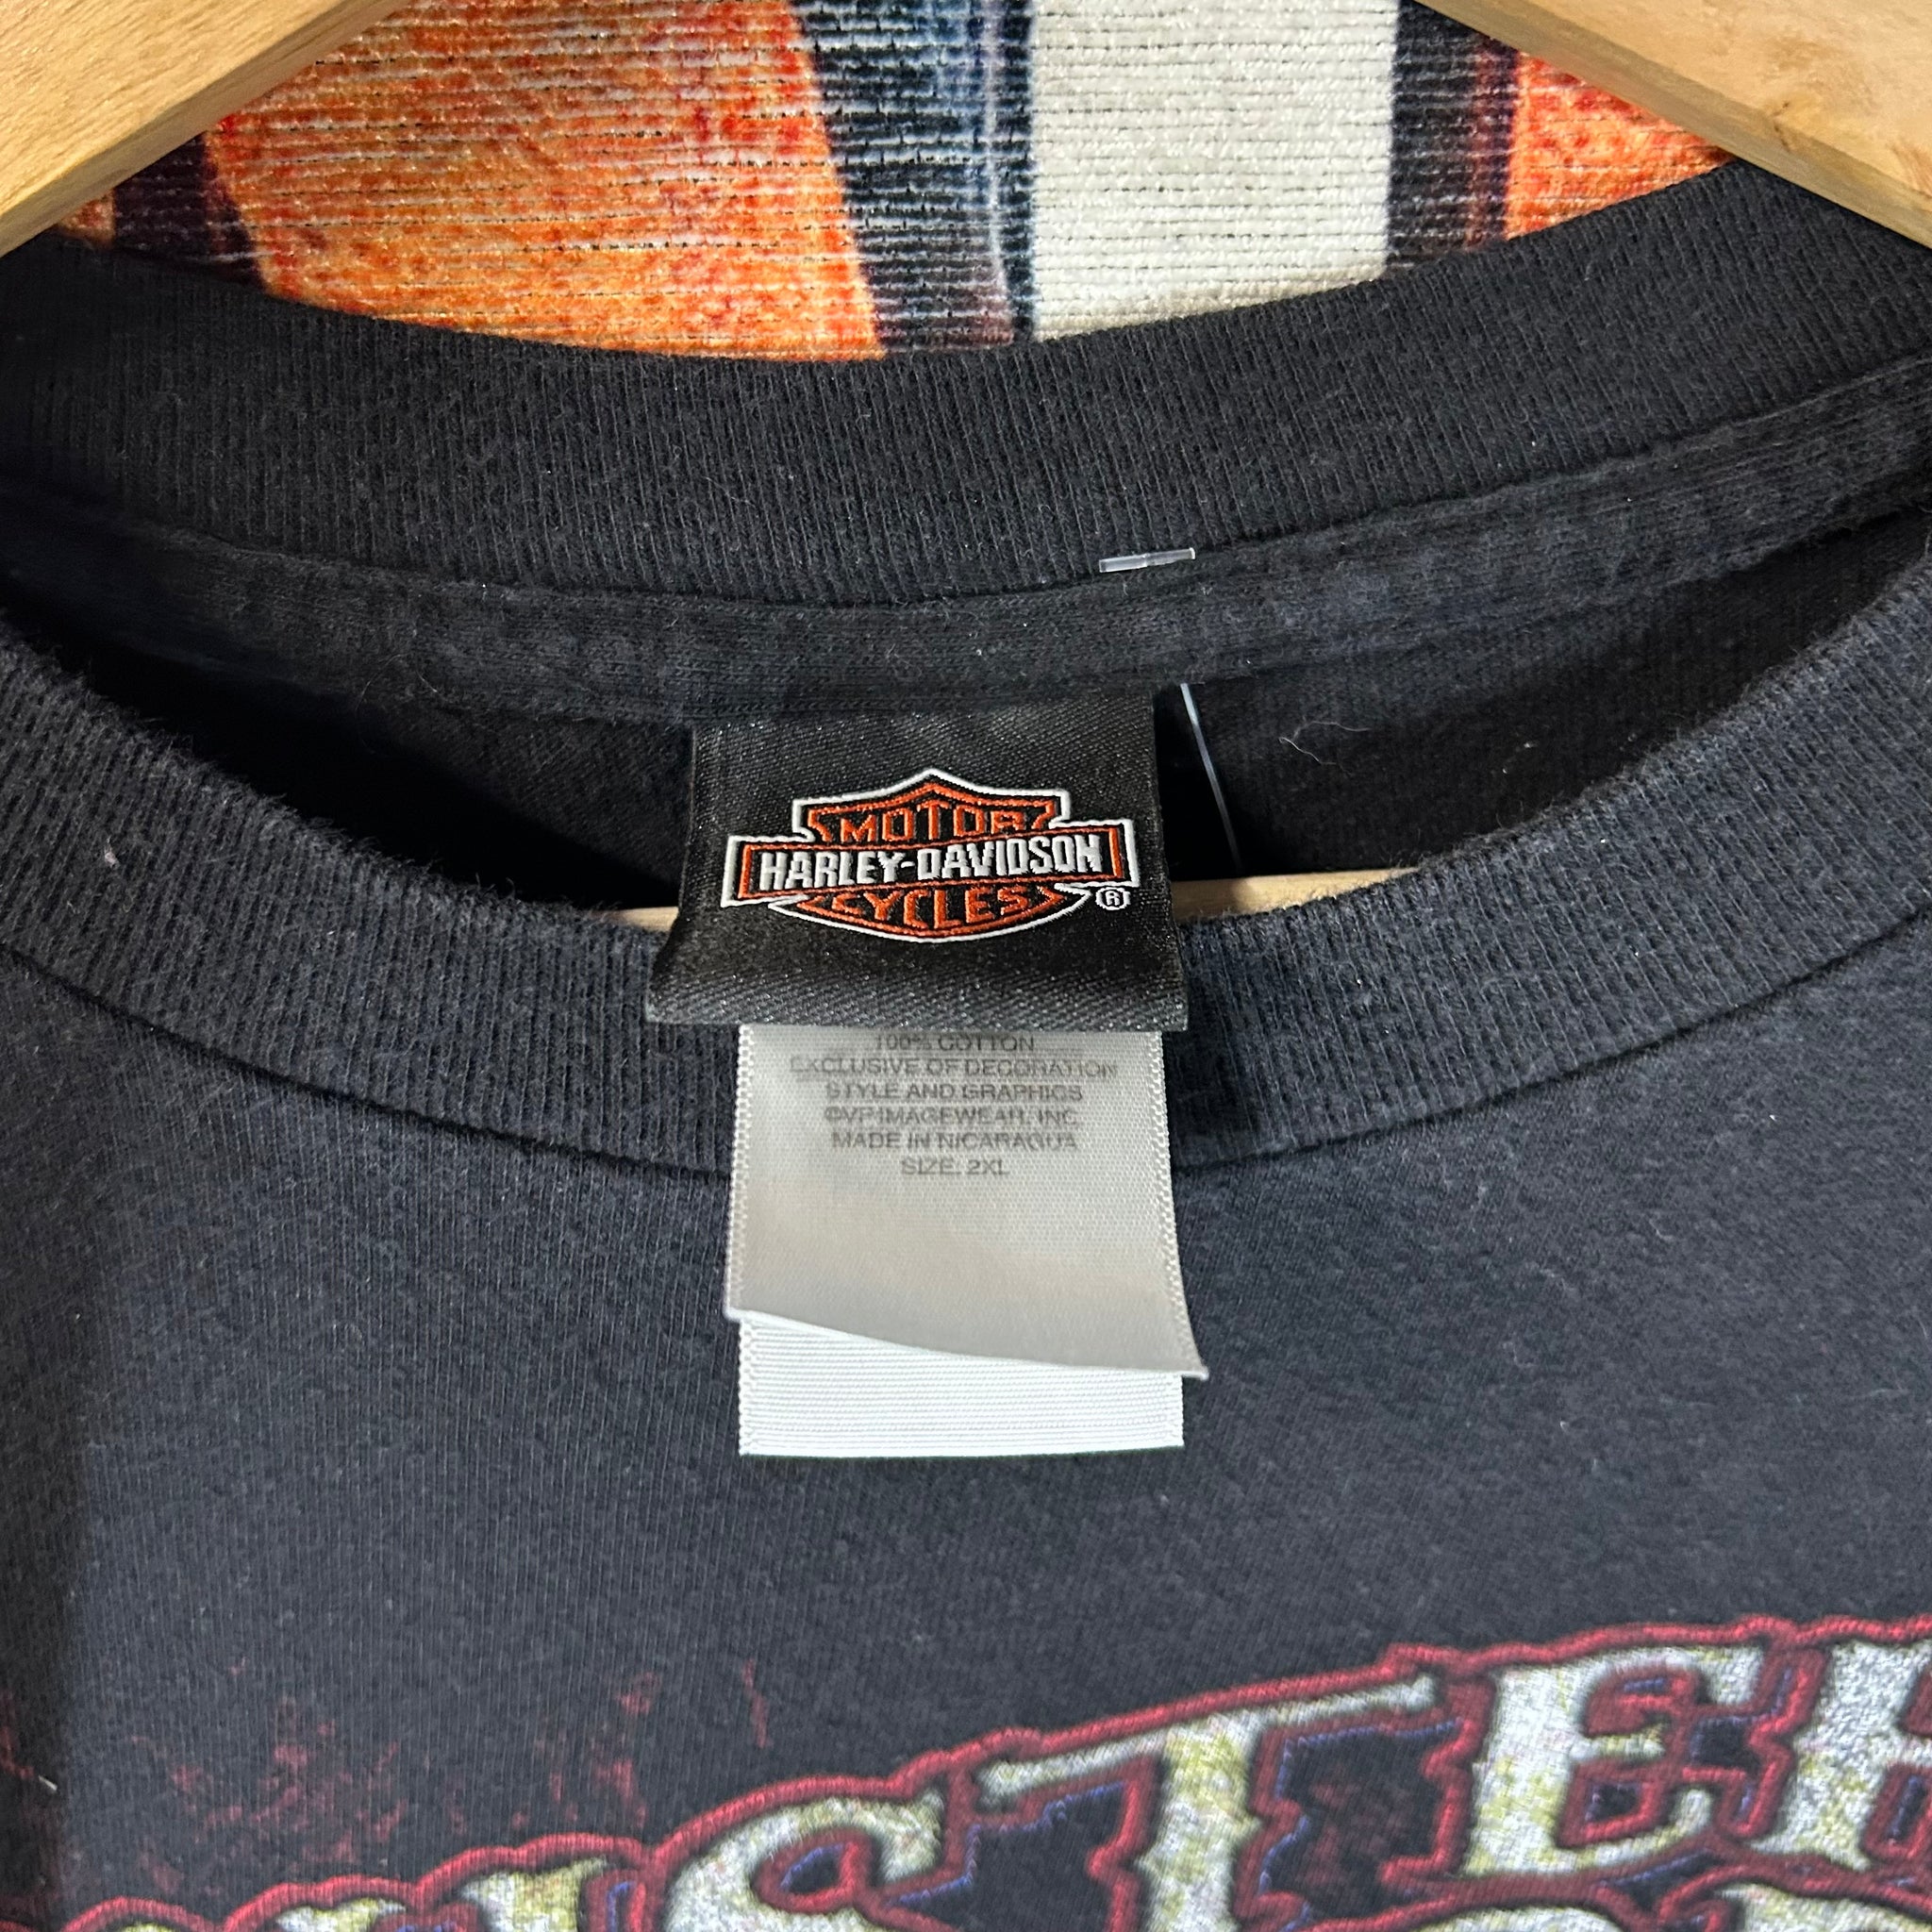 MOTOR
HARLEY-DAVIDSON
CYCLES ®
100% COTTON
EXCLUSIVE OF DECORATION
STYLE AND GRAPHICS
©VF IMAGEWEAR, INC.
MADE IN NICARAGUA
SIZE: 2XL